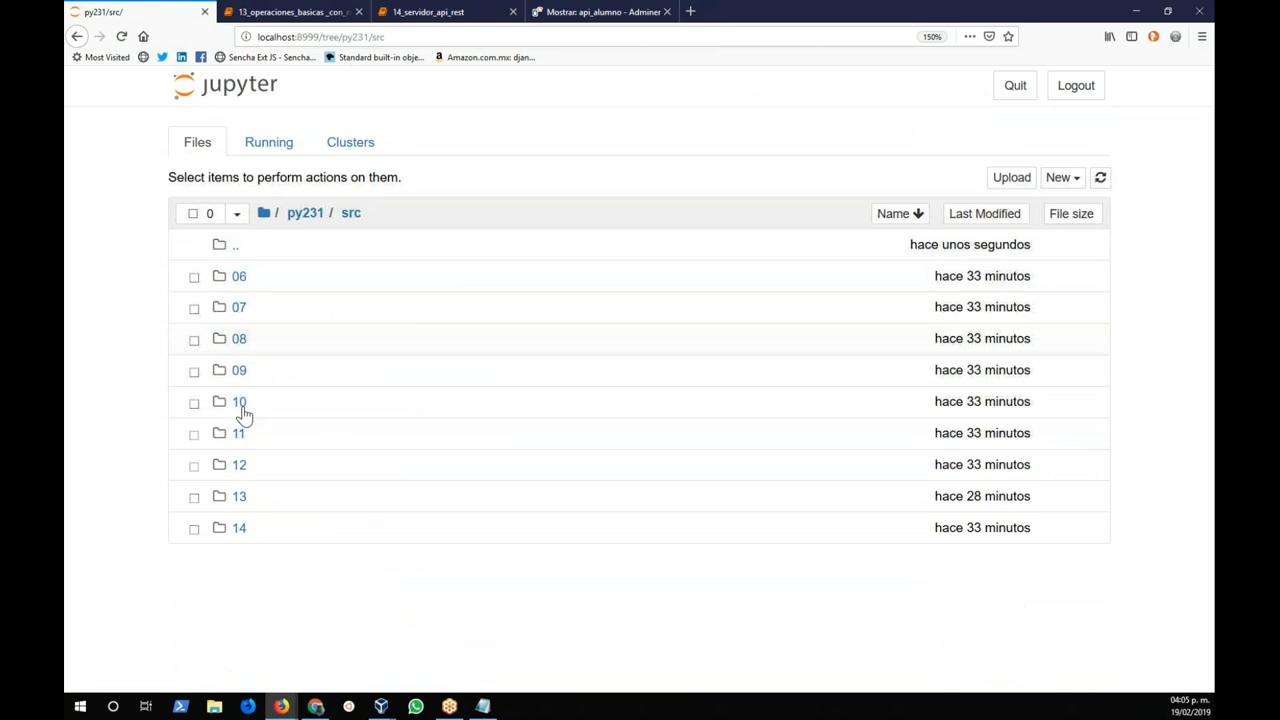 py231/src/
13_operaciones_basicas _con_
14_servidor_api_rest
Mostrar: api_alumno - Adminer
localhost:8999/tree/py231/src
150%
Most Visited
Sencha Ext JS - Sencha...
Standard built-in obje...
Amazon.com.mx: djan...
jupyter
Quit
Logout
Files
Running
Clusters
Select items to perform actions on them.
Upload
New
0
/ py231 / src
Name
Last Modified
File size
..
hace unos segundos
06
hace 33 minutos
07
hace 33 minutos
08
hace 33 minutos
09
hace 33 minutos
10
hace 33 minutos
11
hace 33 minutos
12
hace 33 minutos
13
hace 28 minutos
14
hace 33 minutos
04:05 p. m.
19/02/2019